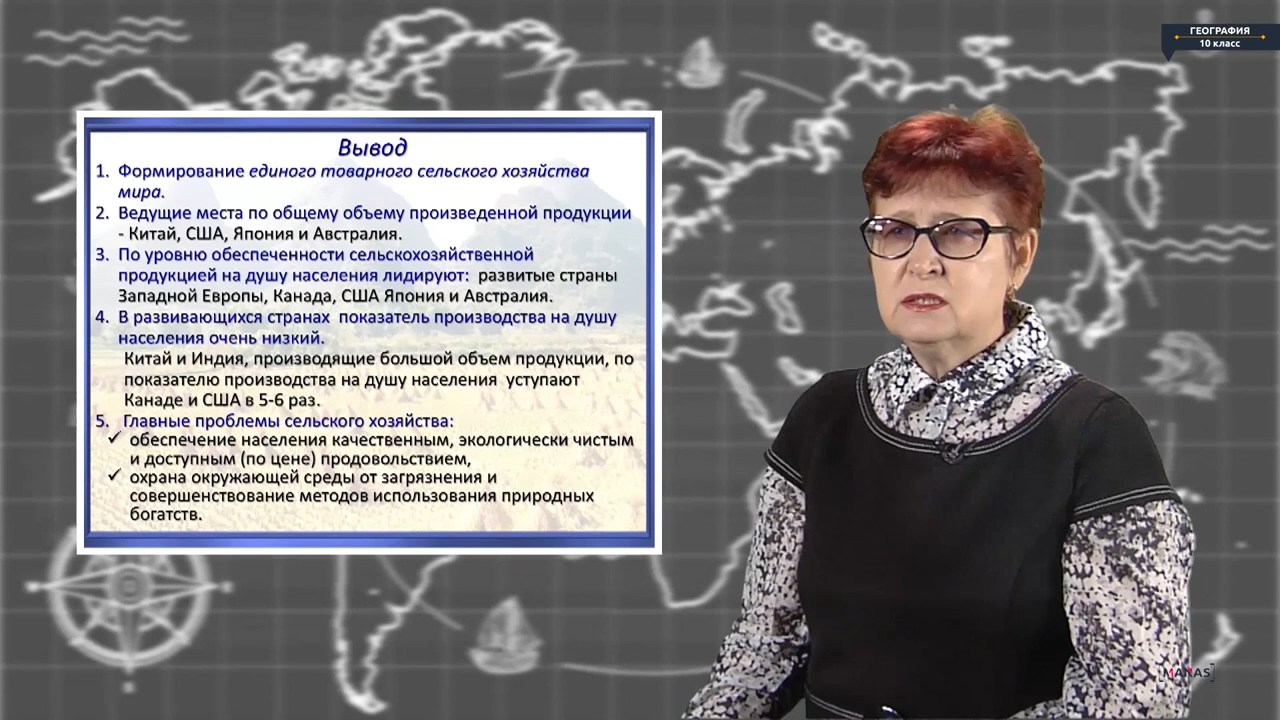 ГЕОГРАФИЯ
10 класс
Вывод
1. Формирование единого товарного сельского хозяйства
мира.
2. Ведущие места по общему объему произведенной продукции
- Китай, США, Япония и Австралия.
3. По уровню обеспеченности сельскохозяйственной
продукцией на душу населения лидируют: развитые страны
Западной Европы, Канада, США Япония и Австралия.
4. В развивающихся странах показатель производства на душу
населения очень низкий.
Китай и Индия, производящие большой объем продукции, по
показателю производства на душу населения уступают
Канаде и США в 5-6 раз.
5. Главные проблемы сельского хозяйства:
✓ обеспечение населения качественным, экологически чистым
и доступным (по цене) продовольствием,
✓ охрана окружающей среды от загрязнения и
совершенствование методов использования природных
богатств.
MANAS